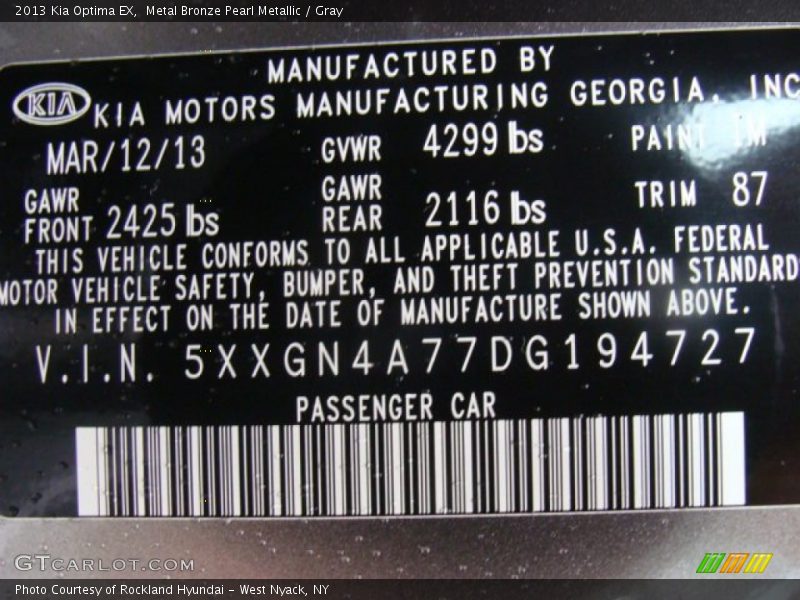 2013 Kia Optima EX,  Metal Bronze Pearl Metallic / Gray
MANUFACTURED BY
KIA KIA MOTORS MANUFACTURING GEORGIA, INC
MAR/12/13 GVWR 4299 lbs PAINT IM
GAWR FRONT 2425 lbs GAWR REAR 2116 lbs TRIM 87
THIS VEHICLE CONFORMS TO ALL APPLICABLE U.S.A. FEDERAL
MOTOR VEHICLE SAFETY, BUMPER, AND THEFT PREVENTION STANDARD
IN EFFECT ON THE DATE OF MANUFACTURE SHOWN ABOVE.
V.I.N. 5XXGN4A77DG194727
PASSENGER CAR
GTCARLOT.COM
Photo Courtesy of Rockland Hyundai - West Nyack, NY